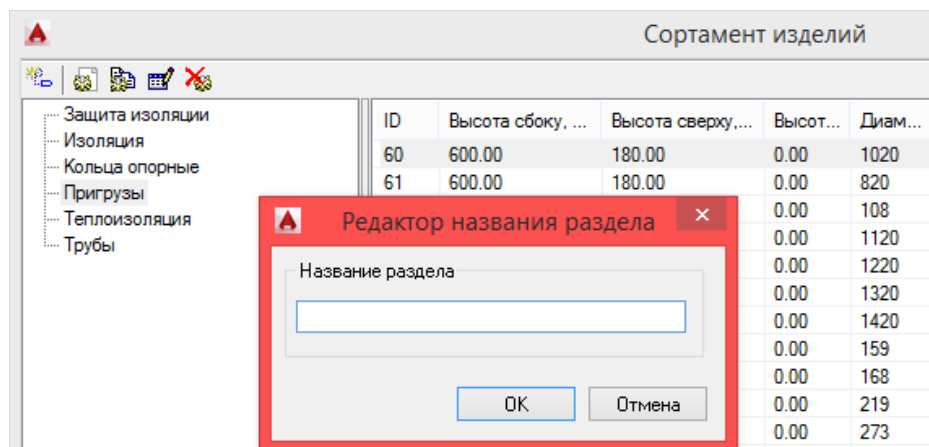 Сортамент изделий
Защита изоляции
Изоляция
Кольца опорные
Пригрузы
Теплоизоляция
Трубы
ID Высота сбоку, ... Высота сверху,... Высот... Диам...
60 600.00 180.00 0.00 1020
61 600.00 180.00 0.00 820
0.00 108
0.00 1120
0.00 1220
0.00 1320
0.00 1420
0.00 159
0.00 168
0.00 219
0.00 273
Редактор названия раздела
Название раздела
OK Отмена